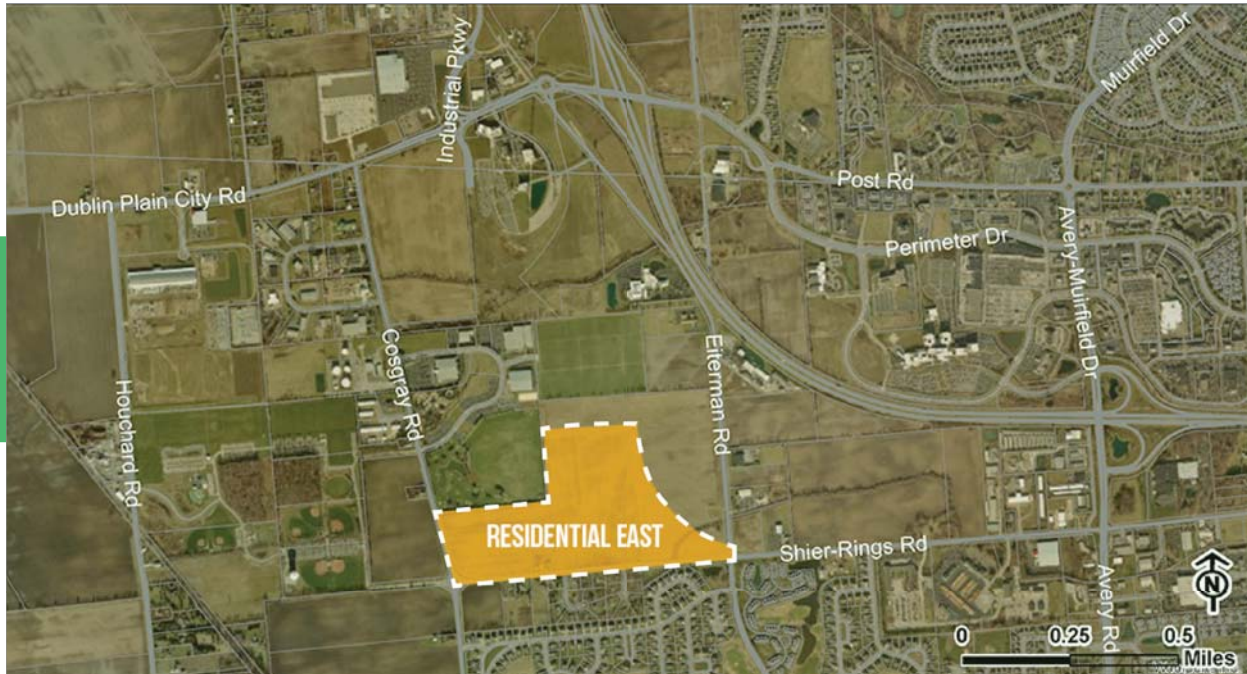 Muirfield Dr
Industrial Pkwy
Post Rd
Dublin Plain City Rd
Perimeter Dr
Avery-Muirfield Dr
Cosgray Rd
Eiterman Rd
Houchard Rd
RESIDENTIAL EAST
Shier-Rings Rd
Avery Rd
N
0 0.25 0.5
Miles